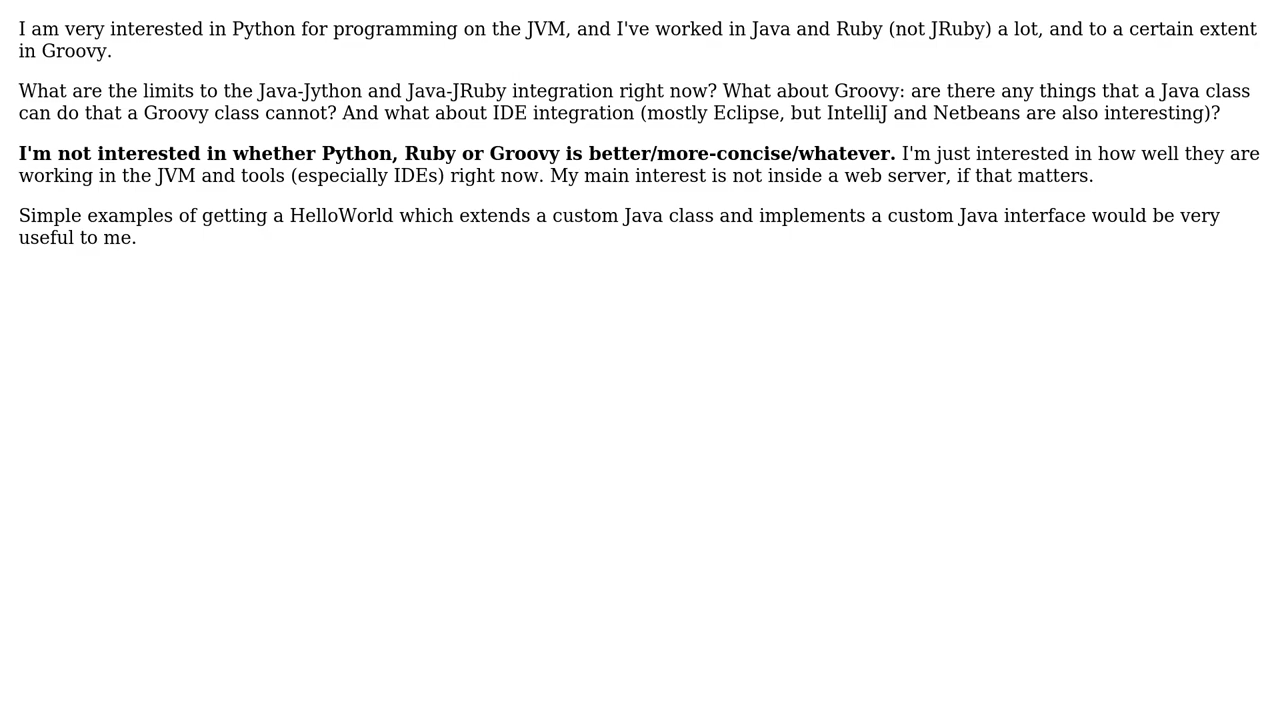 I am very interested in Python for programming on the JVM, and I've worked in Java and Ruby (not JRuby) a lot, and to a certain extent
in Groovy.
What are the limits to the Java-Jython and Java-JRuby integration right now? What about Groovy: are there any things that a Java class
can do that a Groovy class cannot? And what about IDE integration (mostly Eclipse, but IntelliJ and Netbeans are also interesting)?
I'm not interested in whether Python, Ruby or Groovy is better/more-concise/whatever. I'm just interested in how well they are
working in the JVM and tools (especially IDEs) right now. My main interest is not inside a web server, if that matters.
Simple examples of getting a HelloWorld which extends a custom Java class and implements a custom Java interface would be very
useful to me.